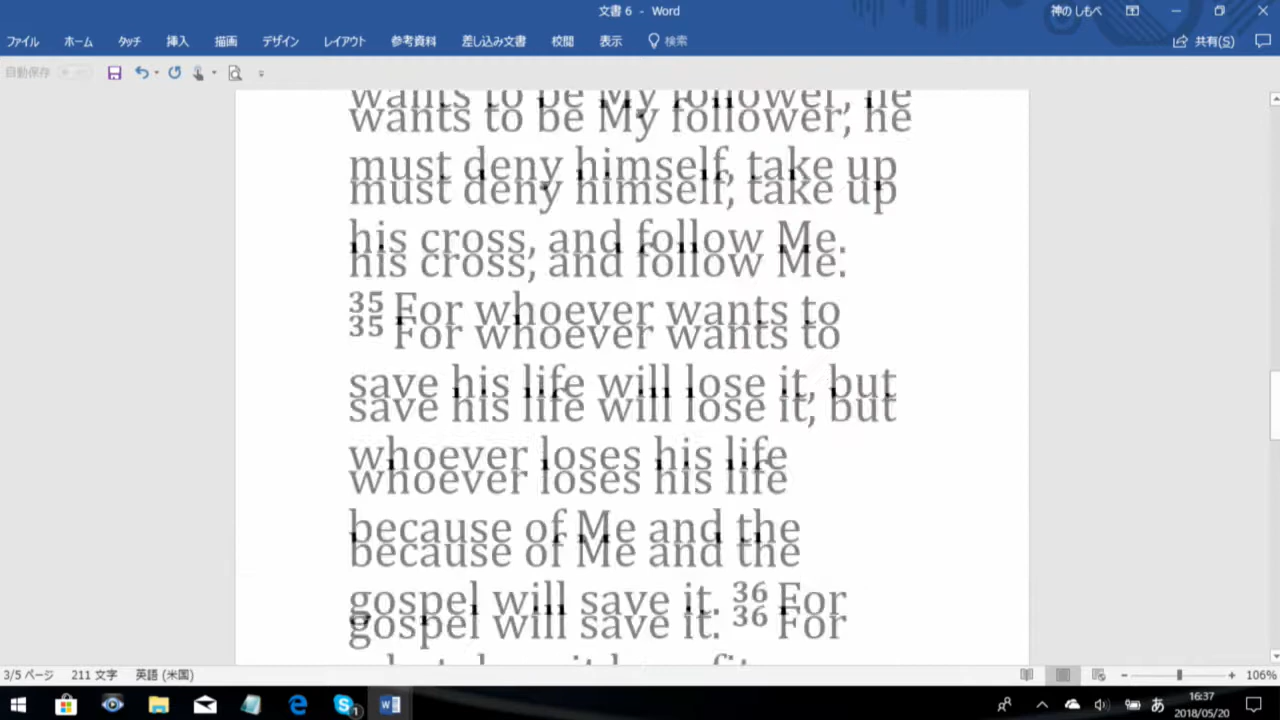 文書 6 - Word
神の しもべ
ファイル ホーム タッチ 挿入 描画 デザイン レイアウト 参考資料 差し込み文書 校閲 表示 検索 共有(S)
自動保存
wants to be My follower, he
must deny himself, take up
his cross, and follow Me.
35 For whoever wants to
save his life will lose it, but
whoever loses his life
because of Me and the
gospel will save it. 36 For
3/5 ページ 211 文字 英語 (米国) 106%
あ 16:37
2018/05/20